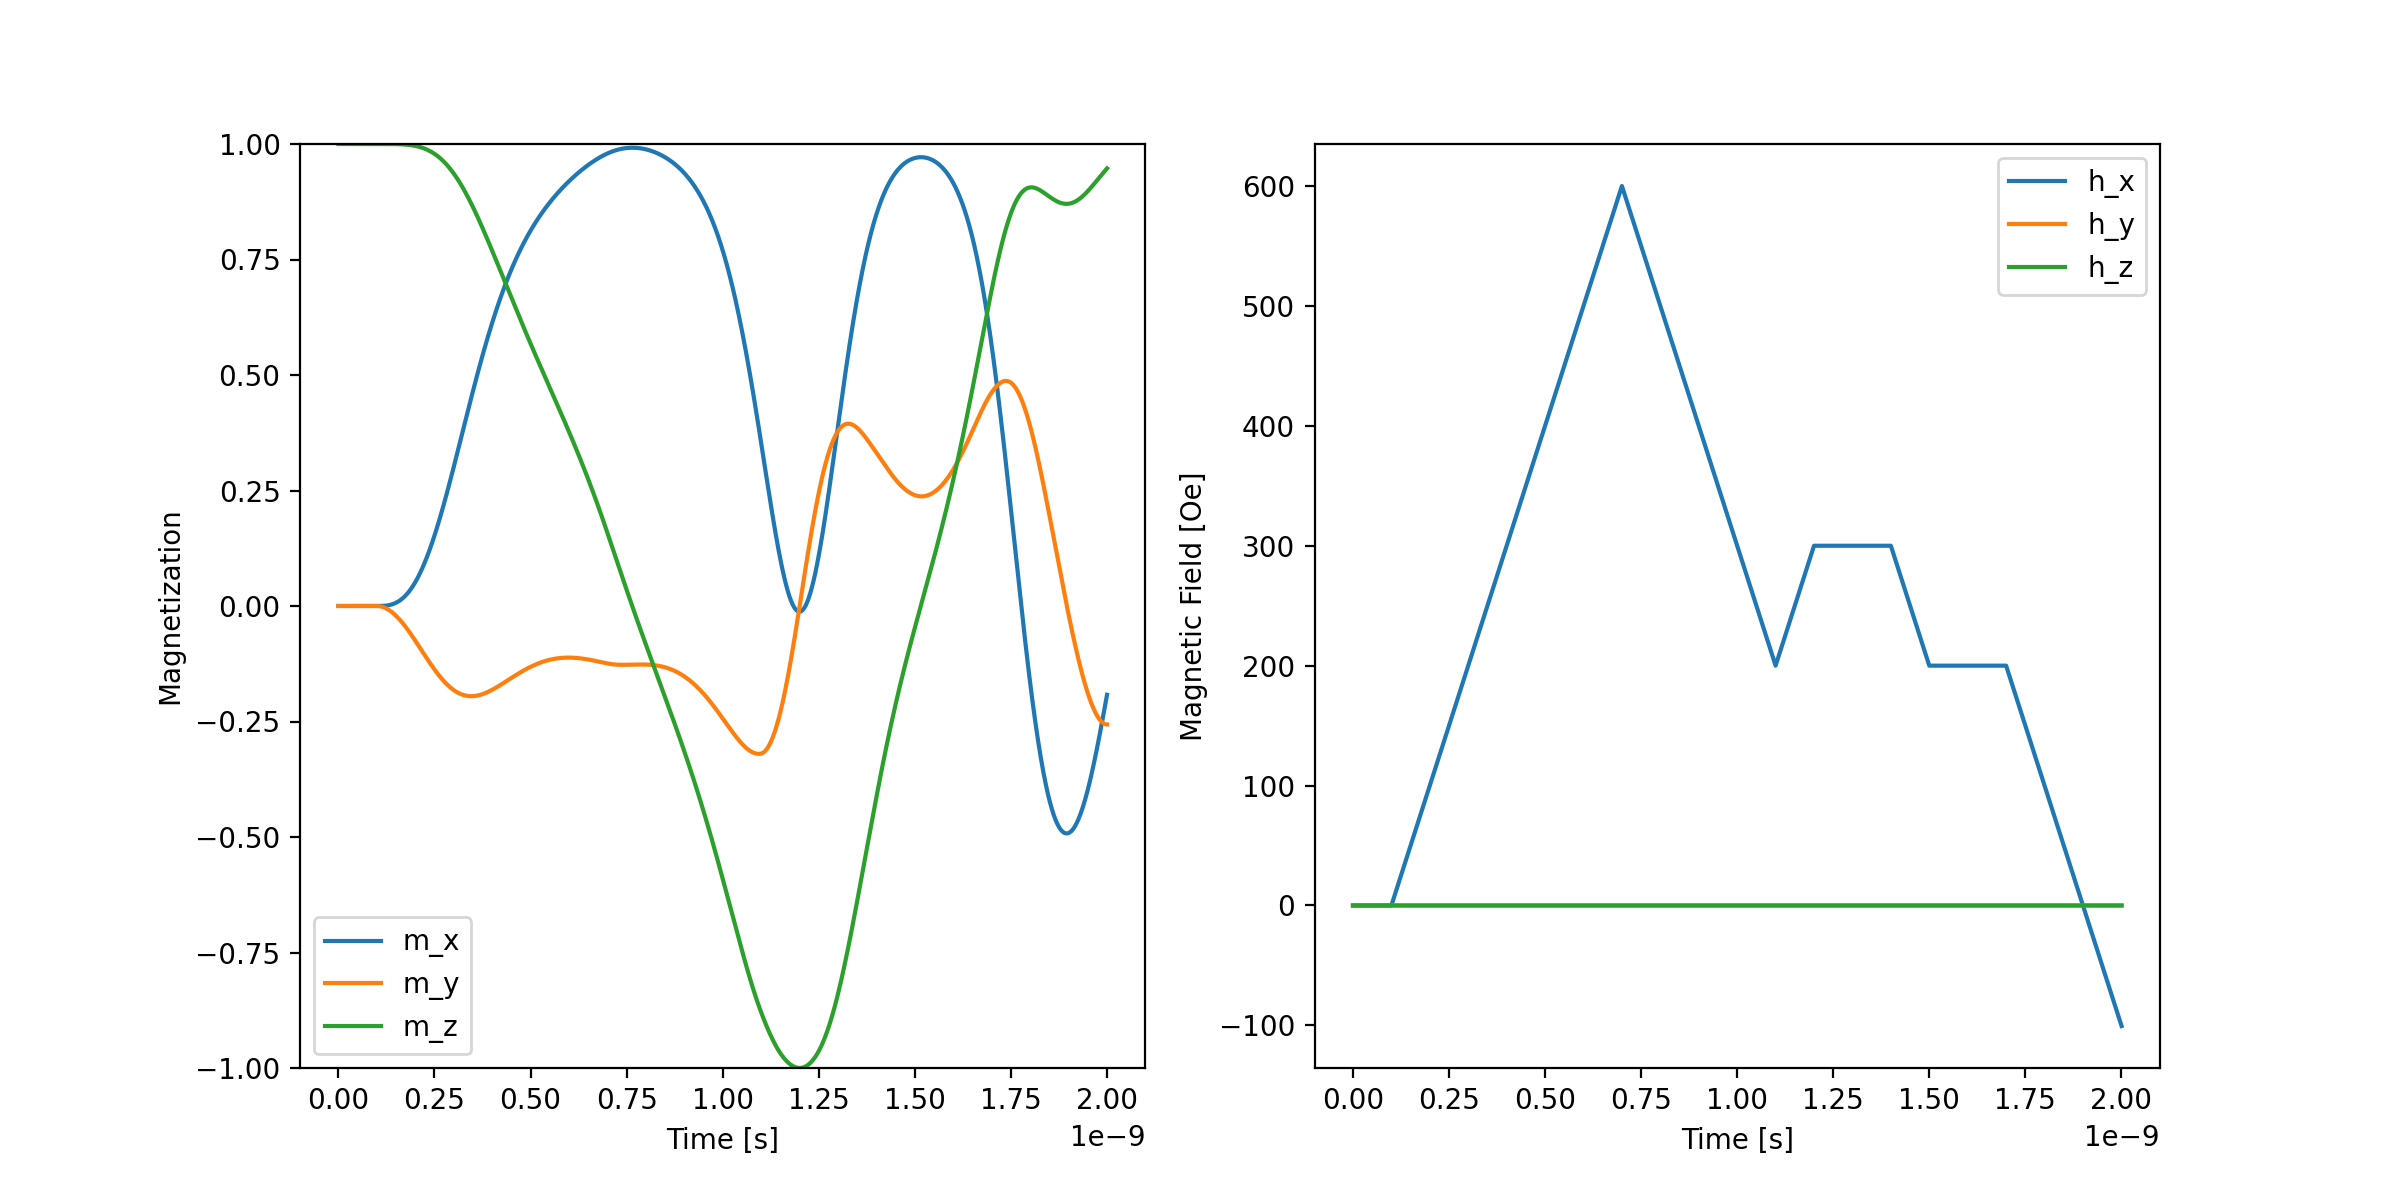 Magnetization
1.00
0.75
0.50
0.25
0.00
−0.25
−0.50
−0.75
−1.00
m_x
m_y
m_z
0.00 0.25 0.50 0.75 1.00 1.25 1.50 1.75 2.00
Time [s]
1e−9
Magnetic Field [Oe]
600
500
400
300
200
100
0
−100
h_x
h_y
h_z
0.00 0.25 0.50 0.75 1.00 1.25 1.50 1.75 2.00
Time [s]
1e−9